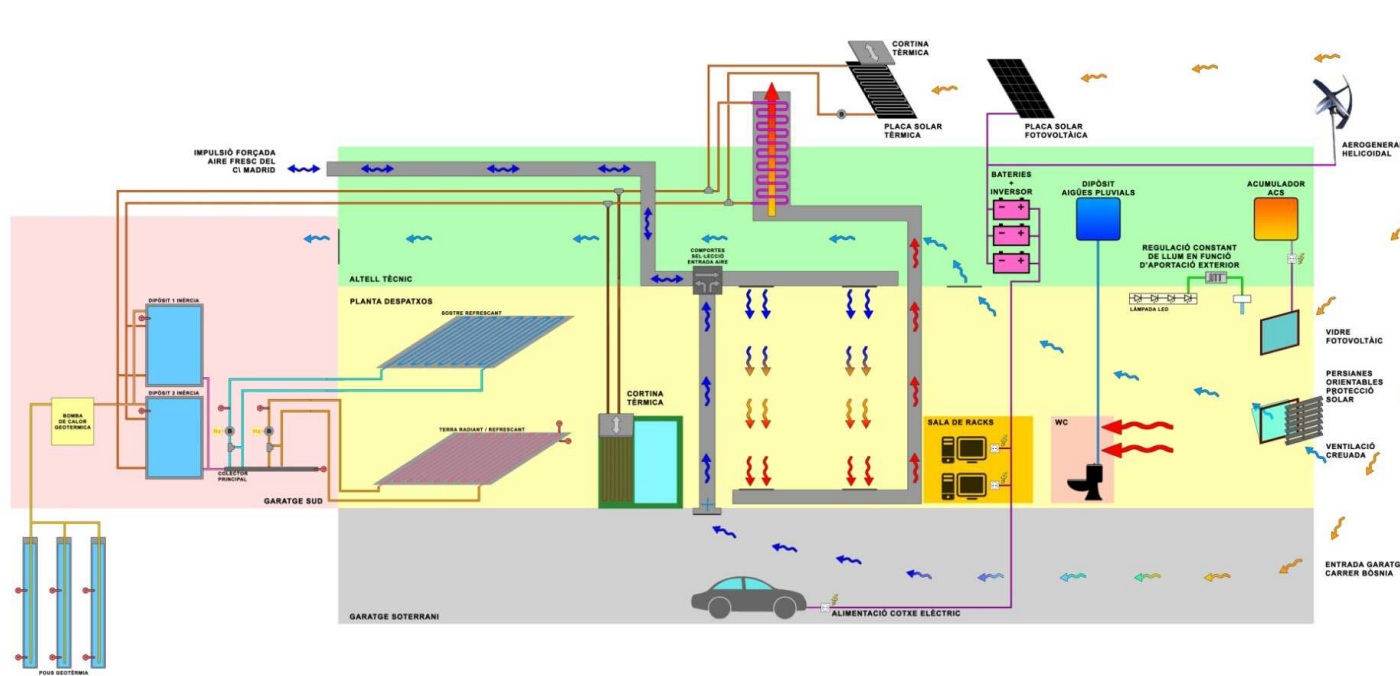 CORTINA
TÈRMICA
PLACA SOLAR
TÈRMICA
PLACA SOLAR
FOTOVOLTÀICA
AEROGENERA
HELICOIDAL
IMPULSIÓ FORÇADA
AIRE FRESC DEL
C\ MADRID
BATERIES
+
INVERSOR
DIPÒSIT
AIGÜES PLUVIALS
ACUMULADOR
ACS
COMPORTES
SEL·LECCIÓ
ENTRADA AIRE
REGULACIÓ CONSTANT
DE LLUM EN FUNCIÓ
D'APORTACIÓ EXTERIOR
LÀMPADA LED
ALTELL TÈCNIC
PLANTA DESPATXOS
DIPÒSIT 1 INÈRCIA
SOSTRE REFRESCANT
VIDRE
FOTOVOLTÀIC
PERSIANES
ORIENTABLES
PROTECCIÓ
SOLAR
DIPÒSIT 2 INÈRCIA
BOMBA
DE CALOR
GEOTERMICA
CORTINA
TÈRMICA
SALA DE RACKS
WC
TERRA RADIANT / REFRESCANT
VENTILACIÓ
CREUADA
COLECTOR
PRINCIPAL
GARATGE SUD
ENTRADA GARATG
CARRER BÒSNIA
GARATGE SOTERRANI
ALIMENTACIÓ COTXE ELÈCTRIC
POUS GEOTÈRMIA